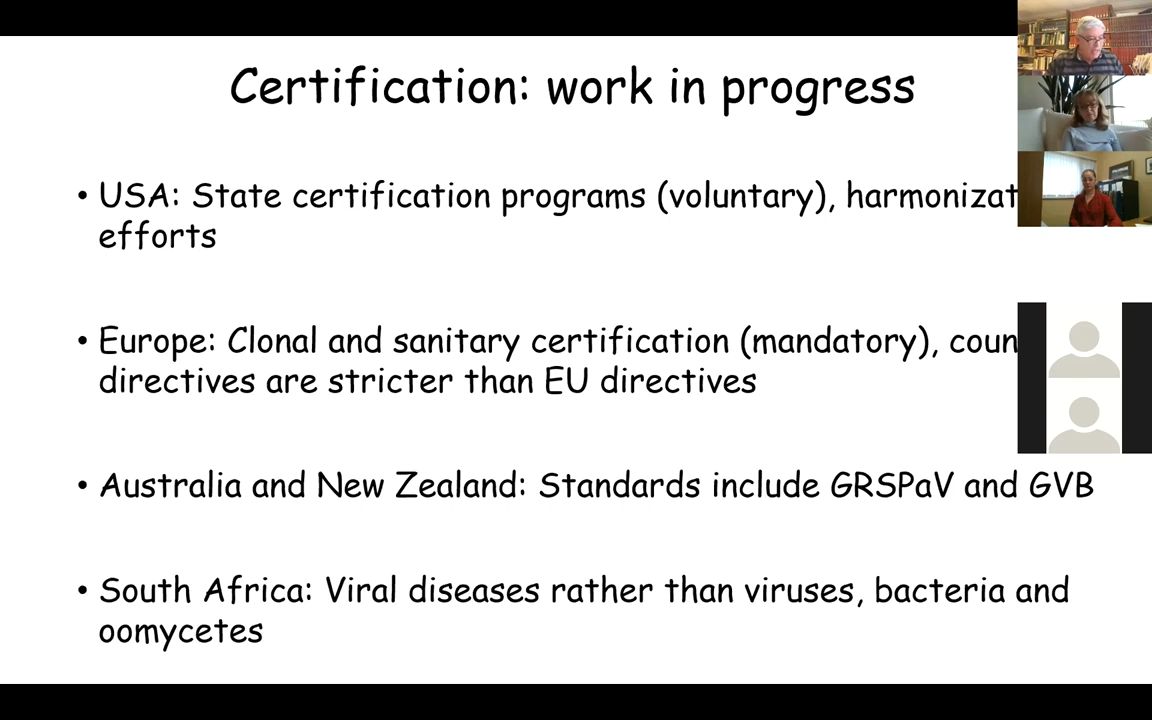 Certification: work in progress
• USA: State certification programs (voluntary),
efforts
• Europe: Clonal and sanitary certification (mandatory),
directives are stricter than EU directives
• Australia and New Zealand: Standards include GRSPaV and GVB
• South Africa: Viral diseases rather than viruses, bacteria and
oomycetes